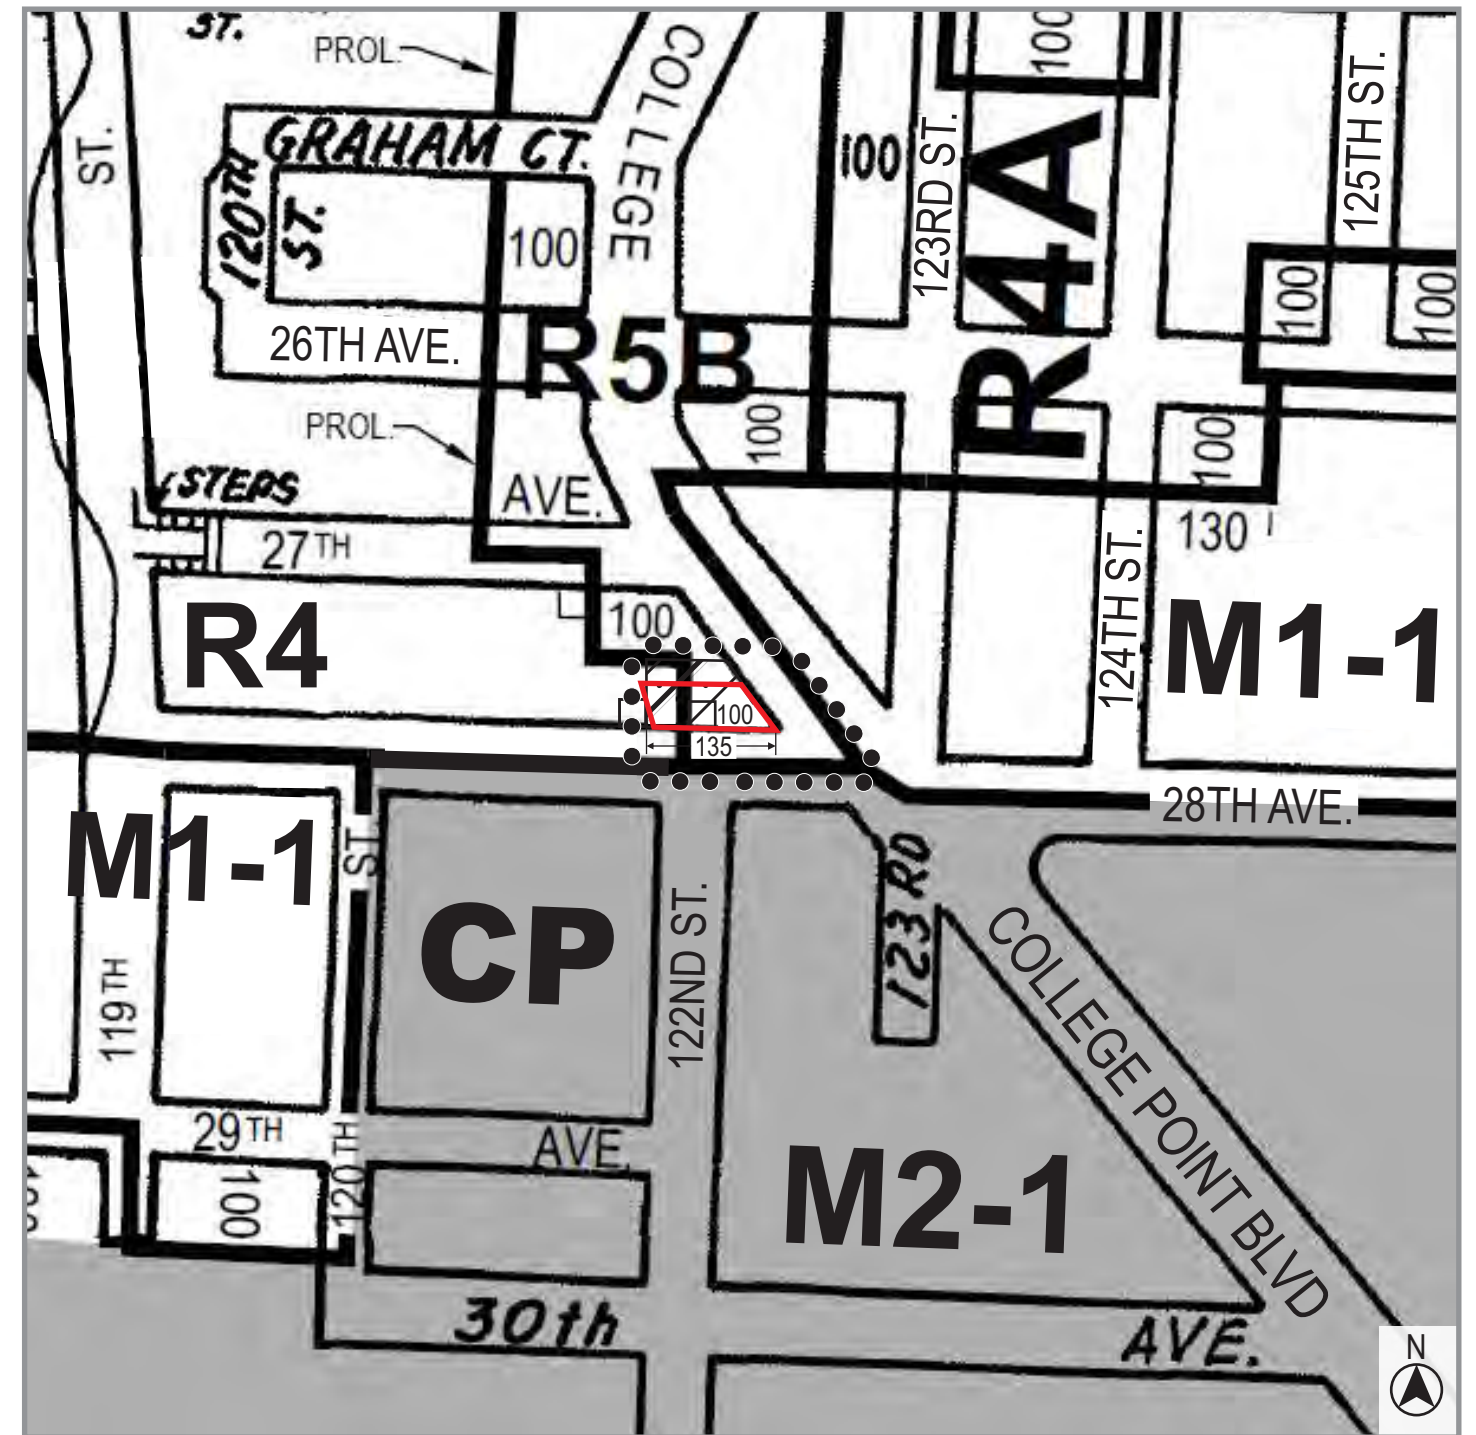 ST.
PROL.
COLLEGE
100
125TH ST.
ST.
GRAHAM CT.
100
123RD ST.
R4A
120TH
ST.
100
100
100
26TH AVE.
R5B
PROL.
100
100
STEPS
AVE.
27TH
130
124TH ST.
R4
100
M1-1
100
135
28TH AVE.
M1-1
ST.
123 RD
CP
122ND ST.
COLLEGE POINT BLVD
119TH
29TH
AVE.
120TH
100
M2-1
30th
AVE.
N